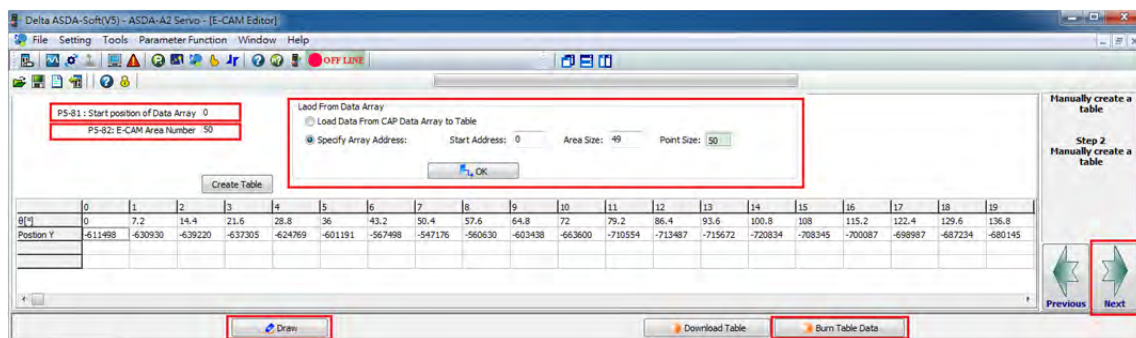 Delta ASDA-Soft(V5) - ASDA-A2 Servo - [E-CAM Editor]
File Setting Tools Parameter Function Window Help
OFF LINE
P5-81 : Start position of Data Array 0
P5-82: E-CAM Area Number 50
Laod From Data Array
Load Data From CAP Data Array to Table
Specify Array Address: Start Address: 0 Area Size: 49 Point Size: 50
OK
Create Table
0 1 2 3 4 5 6 7 8 9 10 11 12 13 14 15 16 17 18 19
θ[°] 0 7.2 14.4 21.6 28.8 36 43.2 50.4 57.6 64.8 72 79.2 86.4 93.6 100.8 108 115.2 122.4 129.6 136.8
Postion Y -611498 -630930 -639220 -637305 -624769 -601191 -567498 -547176 -560630 -603438 -663600 -710554 -713487 -715672 -720834 -708345 -700087 -698987 -687234 -680145
Manually create a
table
Step 2
Manually create a
table
Previous Next
Draw Download Table Burn Table Data